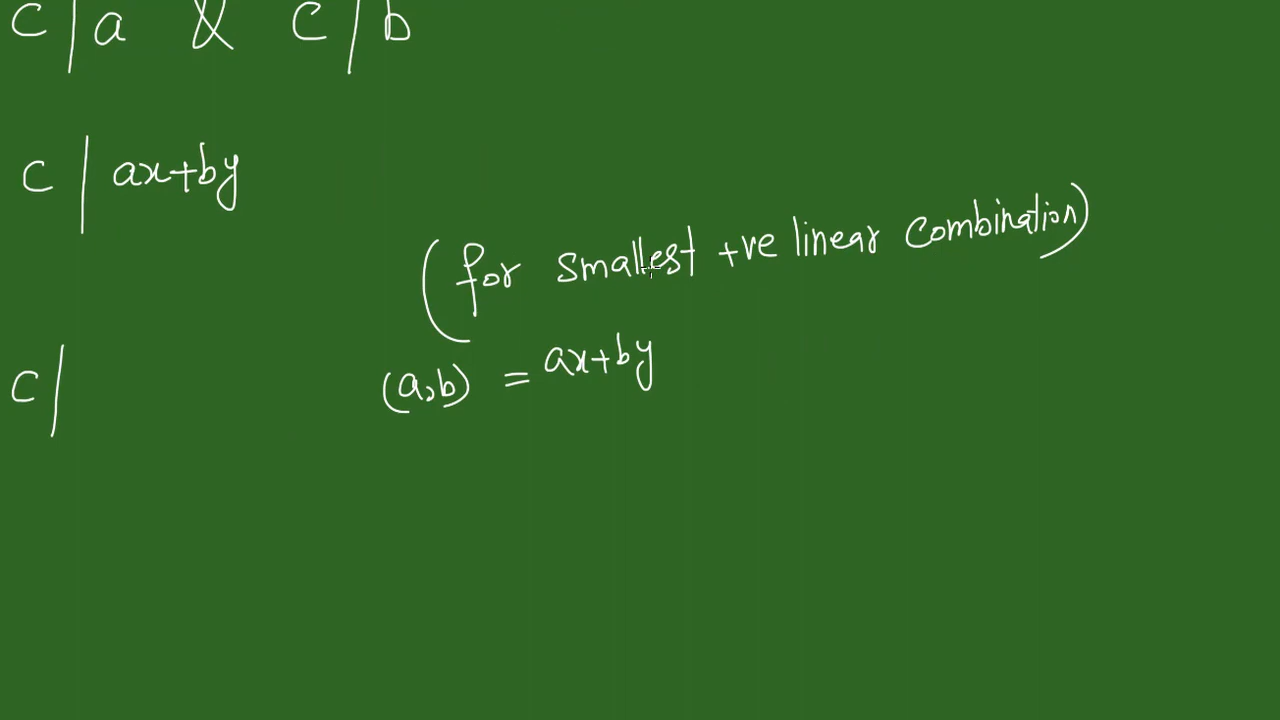 c | a & c | b
c | ax+by
(for smallest +ve linear combination)
c | (a,b) = ax+by